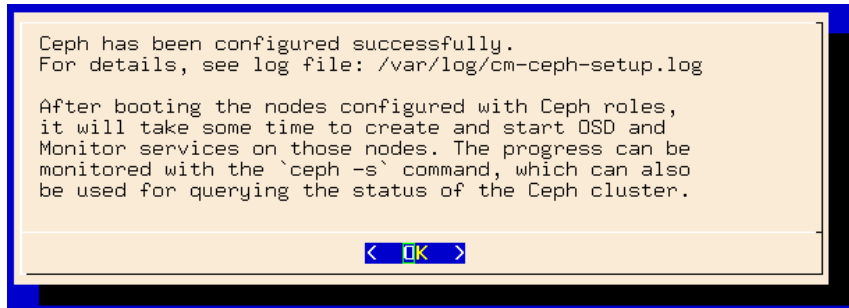 Ceph has been configured successfully.
For details, see log file: /var/log/cm-ceph-setup.log
After booting the nodes configured with Ceph roles,
it will take some time to create and start OSD and
Monitor services on those nodes. The progress can be
monitored with the `ceph -s` command, which can also
be used for querying the status of the Ceph cluster.
< OK >